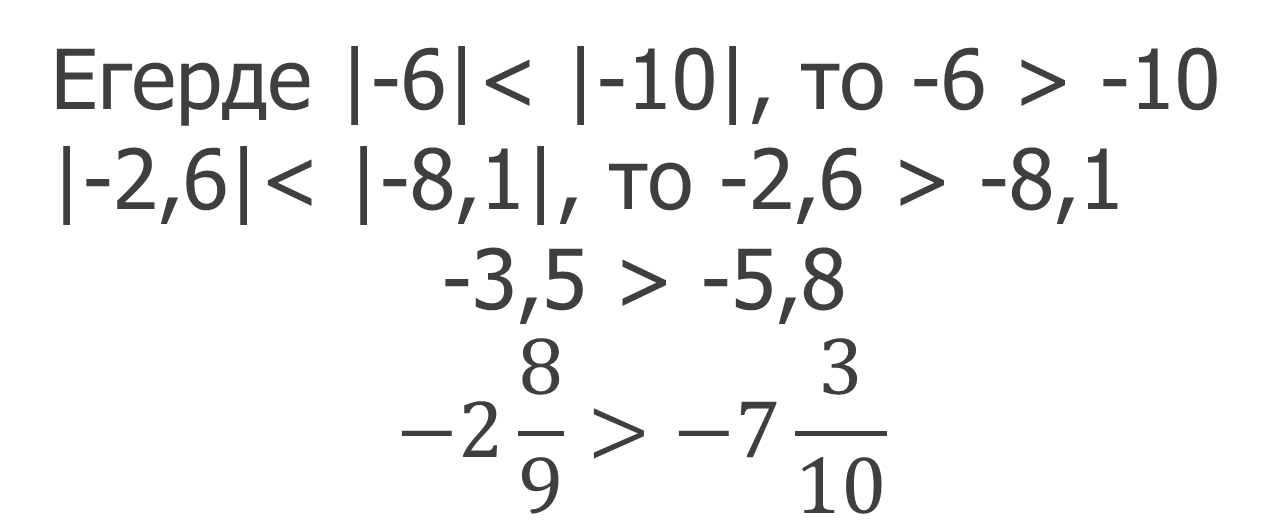 Егерде |-6|< |-10|, то -6 > -10
|-2,6|< |-8,1|, то -2,6 > -8,1
-3,5 > -5,8
−2 8/9 > −7 3/10